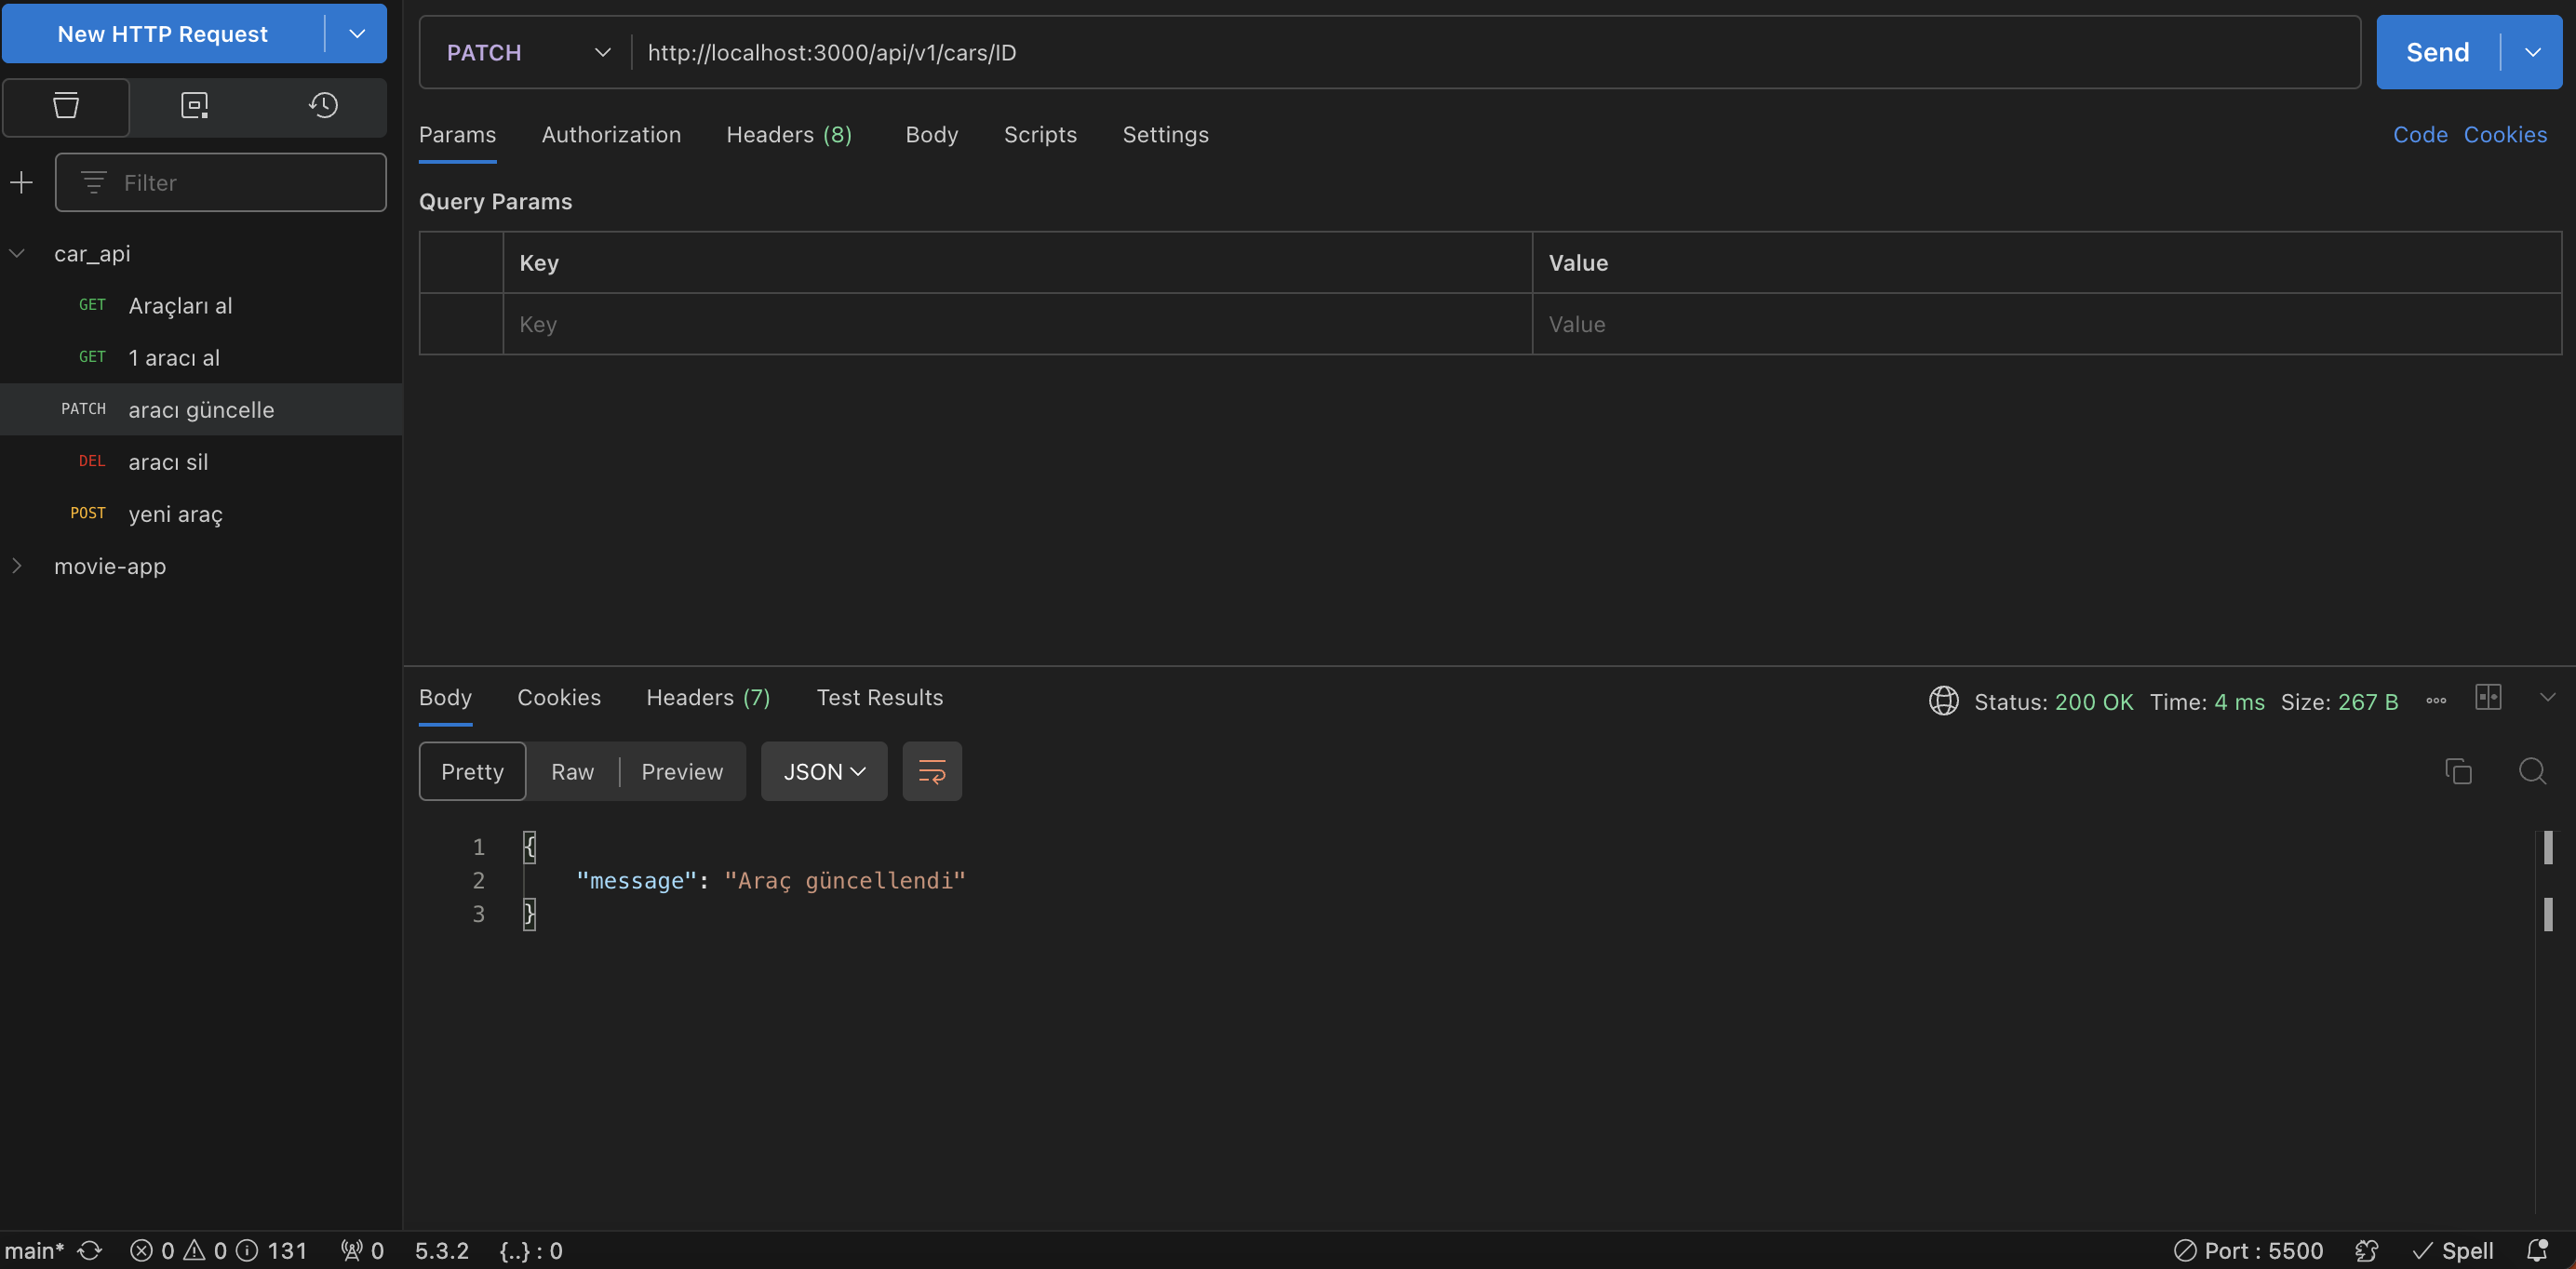 New HTTP Request
Filter
car_api
GET Araçları al
GET 1 aracı al
PATCH aracı güncelle
DEL aracı sil
POST yeni araç
movie-app
PATCH http://localhost:3000/api/v1/cars/ID Send
Params Authorization Headers (8) Body Scripts Settings Code Cookies
Query Params
Key Value
Key Value
Body Cookies Headers (7) Test Results Status: 200 OK Time: 4 ms Size: 267 B
Pretty Raw Preview JSON
1 {
2 "message": "Araç güncellendi"
3 }
main* 0 0 131 0 5.3.2 {..} : 0 Port : 5500 Spell